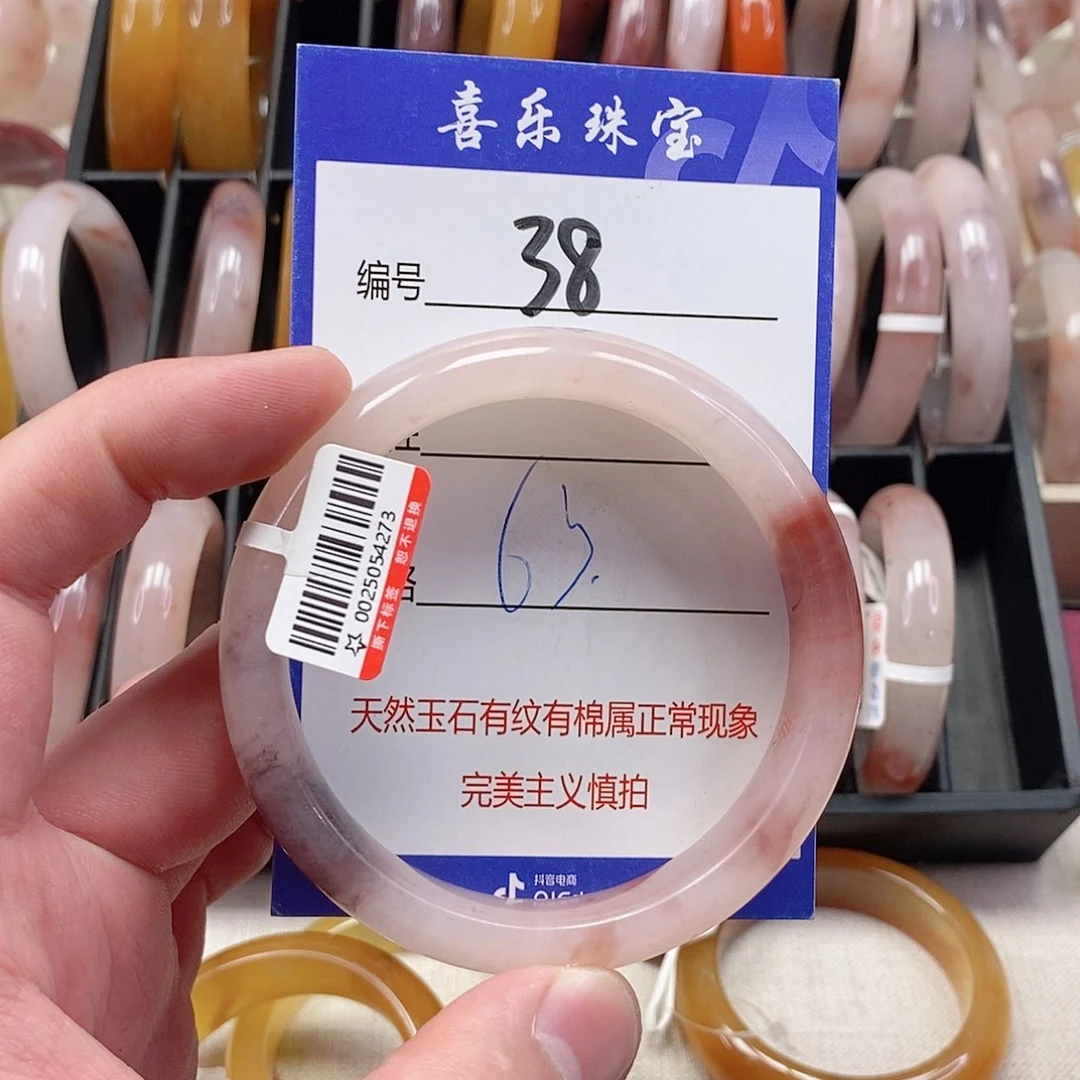 喜乐珠宝
编号 38
63.
0025054273
撕下标签 恕不退换
天然玉石有纹有棉属正常现象
完美主义慎拍
抖音电商